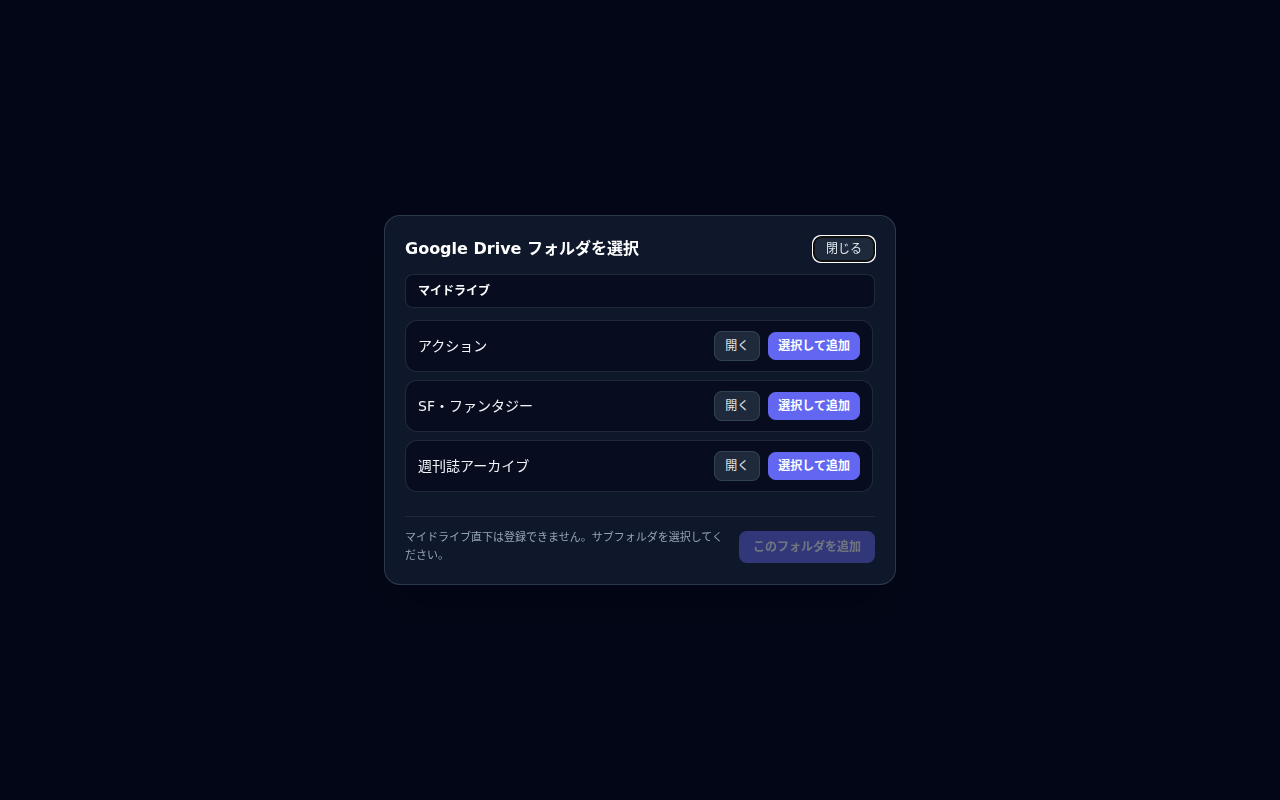 Google Drive フォルダを選択 閉じる
マイドライブ
アクション 開く 選択して追加
SF・ファンタジー 開く 選択して追加
週刊誌アーカイブ 開く 選択して追加
マイドライブ直下は登録できません。サブフォルダを選択してく
ださい。
このフォルダを追加